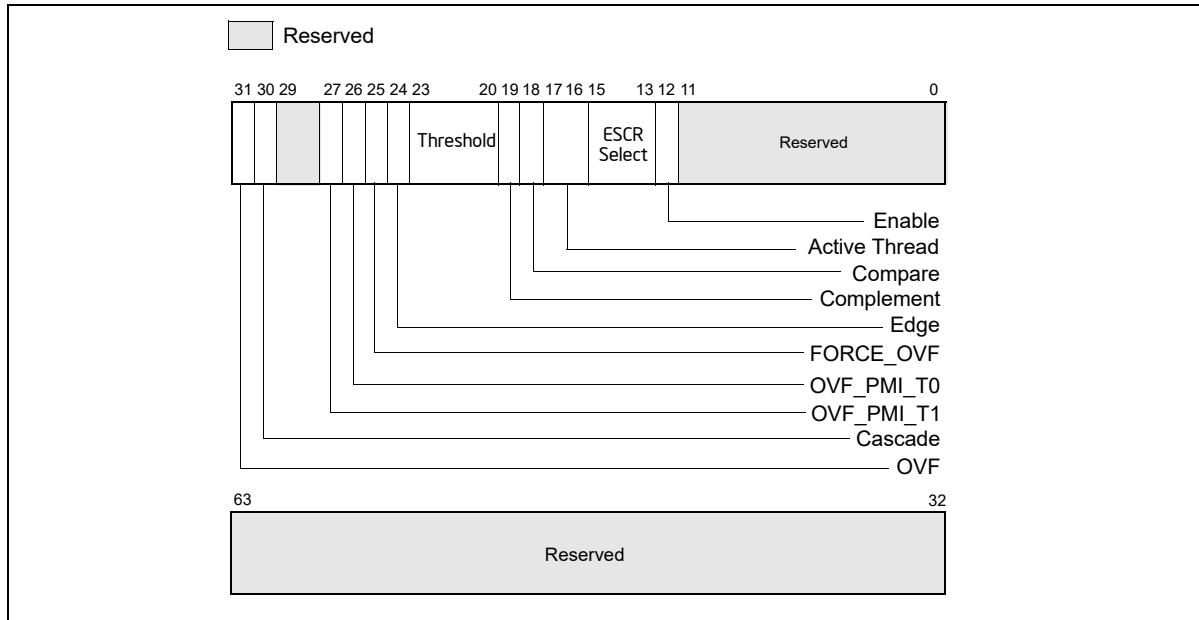 Reserved
31 30 29 27 26 25 24 23 20 19 18 17 16 15 13 12 11 0
Threshold
ESCR
Select
Reserved
Enable
Active Thread
Compare
Complement
Edge
FORCE_OVF
OVF_PMI_T0
OVF_PMI_T1
Cascade
OVF
63 32
Reserved